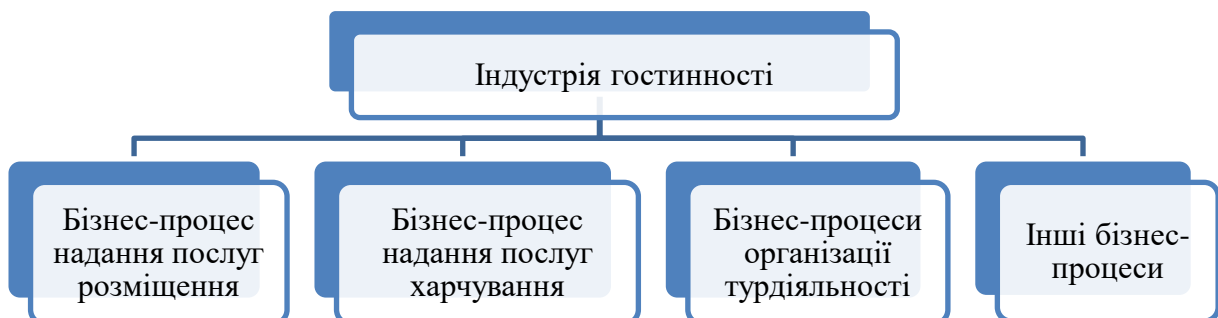 Індустрія гостинності
Бізнес-процес
надання послуг
розміщення
Бізнес-процес
надання послуг
харчування
Бізнес-процеси
організації
турдіяльності
Інші бізнес-
процеси